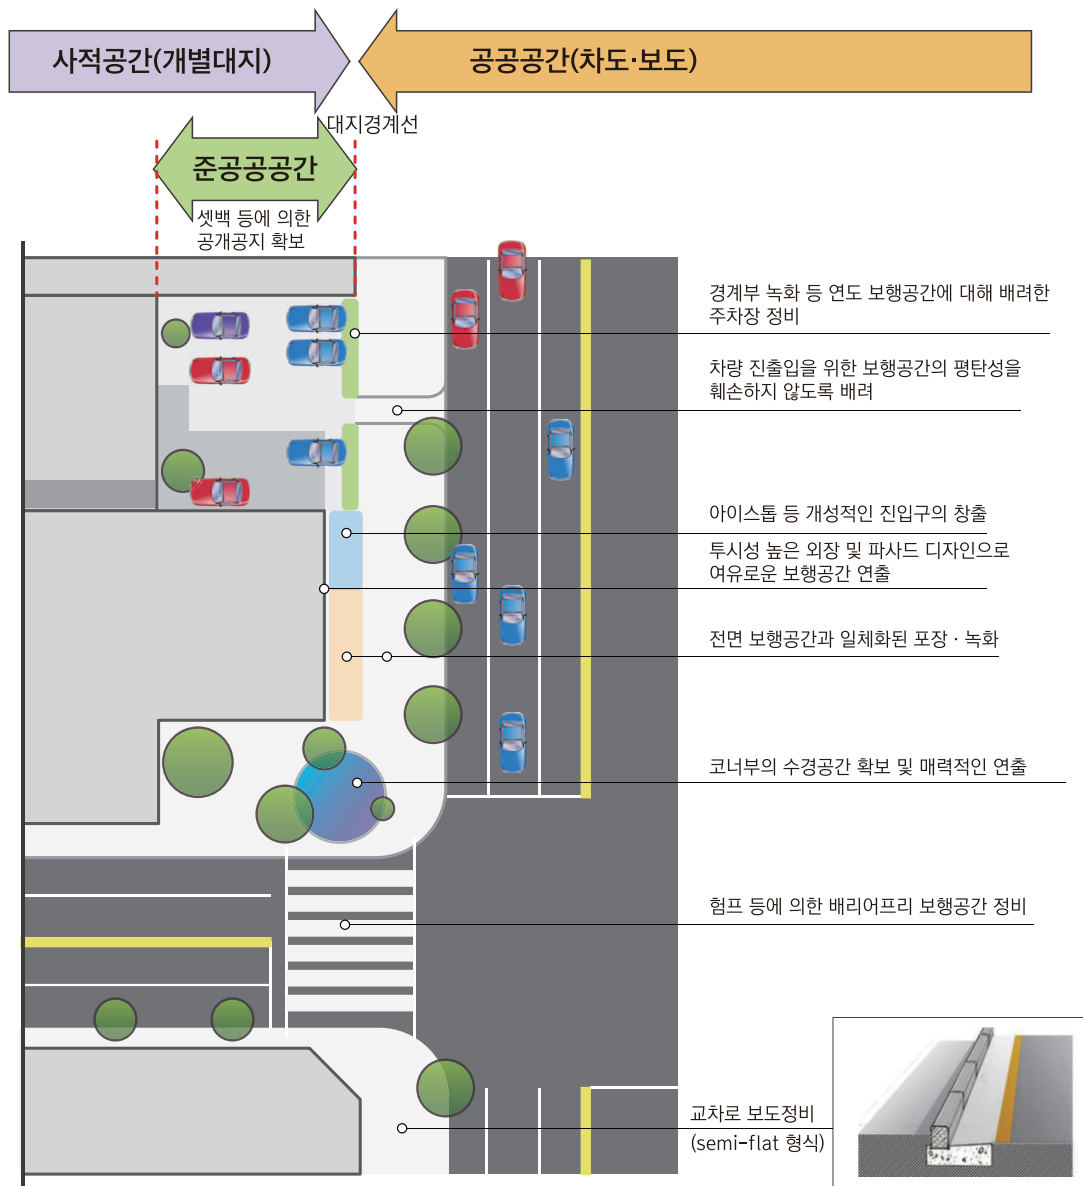 사적공간(개별대지)
공공공간(차도·보도)
대지경계선
준공공공간
셋백 등에 의한
공개공지 확보
경계부 녹화 등 연도 보행공간에 대해 배려한
주차장 정비
차량 진출입을 위한 보행공간의 평탄성을
훼손하지 않도록 배려
아이스톱 등 개성적인 진입구의 창출
투시성 높은 외장 및 파사드 디자인으로
여유로운 보행공간 연출
전면 보행공간과 일체화된 포장 · 녹화
코너부의 수경공간 확보 및 매력적인 연출
험프 등에 의한 배리어프리 보행공간 정비
교차로 보도정비
(semi-flat 형식)